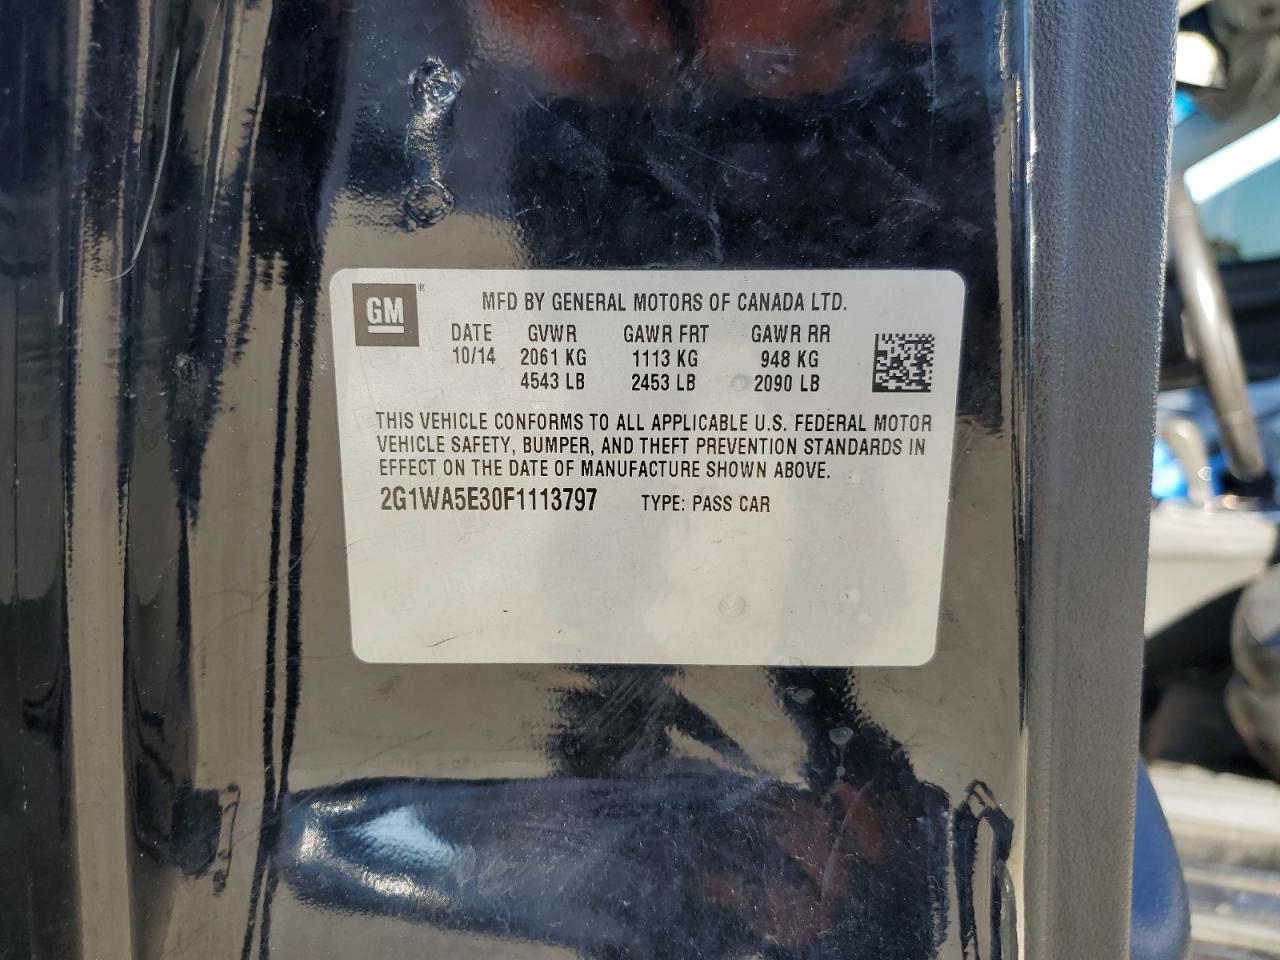 GM®
MFD BY GENERAL MOTORS OF CANADA LTD.
DATE GVWR GAWR FRT GAWR RR
10/14 2061 KG 1113 KG 948 KG
4543 LB 2453 LB 2090 LB
THIS VEHICLE CONFORMS TO ALL APPLICABLE U.S. FEDERAL MOTOR
VEHICLE SAFETY, BUMPER, AND THEFT PREVENTION STANDARDS IN
EFFECT ON THE DATE OF MANUFACTURE SHOWN ABOVE.
2G1WA5E30F1113797 TYPE: PASS CAR